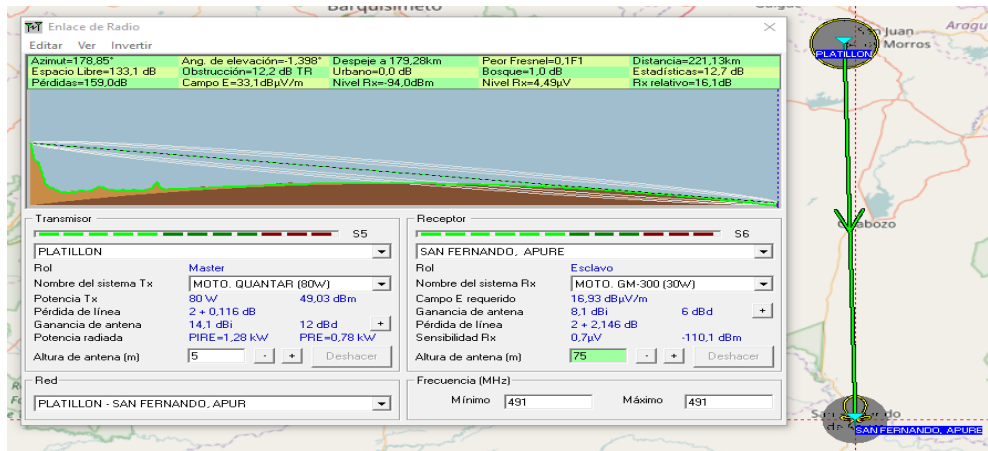 Barquisimeto
Enlace de Radio
Editar Ver Invertir
Azimut=178,85° Ang. de elevación=-1,398° Despeje a 179,28km Peor Fresnel=0,1F1 Distancia=221,13km
Espacio Libre=133,1 dB Obstrucción=12,2 dB TR Urbano=0,0 dB Bosque=1,0 dB Estadísticas=12,7 dB
Pérdidas=159,0dB Campo E=33,1dBµV/m Nivel Rx=-94,0dBm Nivel Rx=4,49µV Rx relativo=16,1dB
Transmisor
S5
PLATILLON
Rol Master
Nombre del sistema Tx MOTO. QUANTAR (80W)
Potencia Tx 80 W 49,03 dBm
Pérdida de línea 2 + 0,116 dB
Ganancia de antena 14,1 dBi 12 dBd +
Potencia radiada PIRE=1,28 kW PRE=0,78 kW
Altura de antena (m) 5 - + Deshacer
Receptor
S6
SAN FERNANDO, APURE
Rol Esclavo
Nombre del sistema Rx MOTO. GM-300 (30W)
Campo E requerido 16,93 dBµV/m
Ganancia de antena 8,1 dBi 6 dBd +
Pérdida de línea 2 + 2,146 dB
Sensibilidad Rx 0,7µV -110,1 dBm
Altura de antena (m) 75 - + Deshacer
Red
PLATILLON - SAN FERNANDO, APUR
Frecuencia (MHz)
Mínimo 491 Máximo 491
Juan
Morros
Aragu
PLATILLON
abozo
do
SAN FERNANDO, APURE